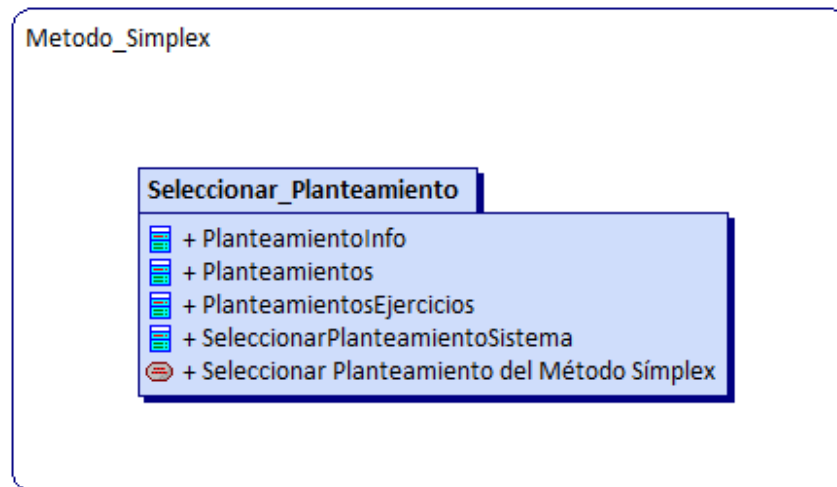 Metodo_Simplex
Seleccionar_Planteamiento
+ PlanteamientoInfo
+ Planteamientos
+ PlanteamientosEjercicios
+ SeleccionarPlanteamientoSistema
+ Seleccionar Planteamiento del Método Símplex